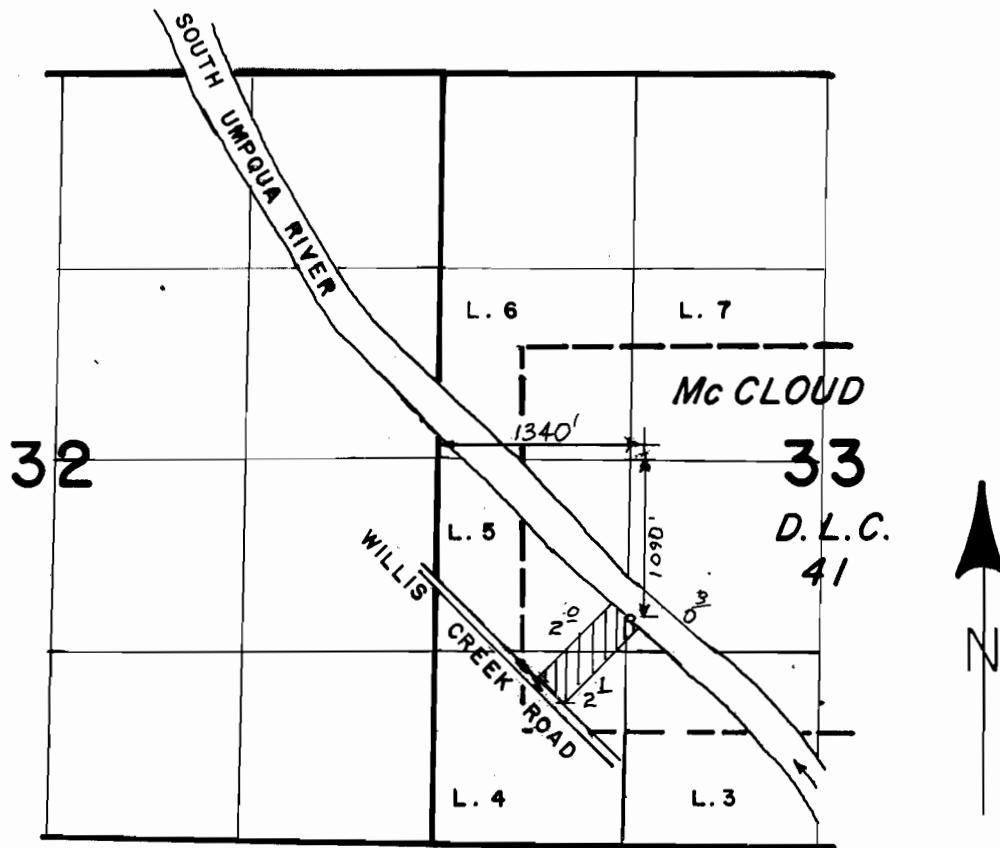 SOUTH UMPQUA RIVER
L. 6
L. 7
Mc CLOUD
1340'
32
33
D.L.C.
41
L. 5
1090'
WILLIS CREEK ROAD
N
L. 4
L. 3